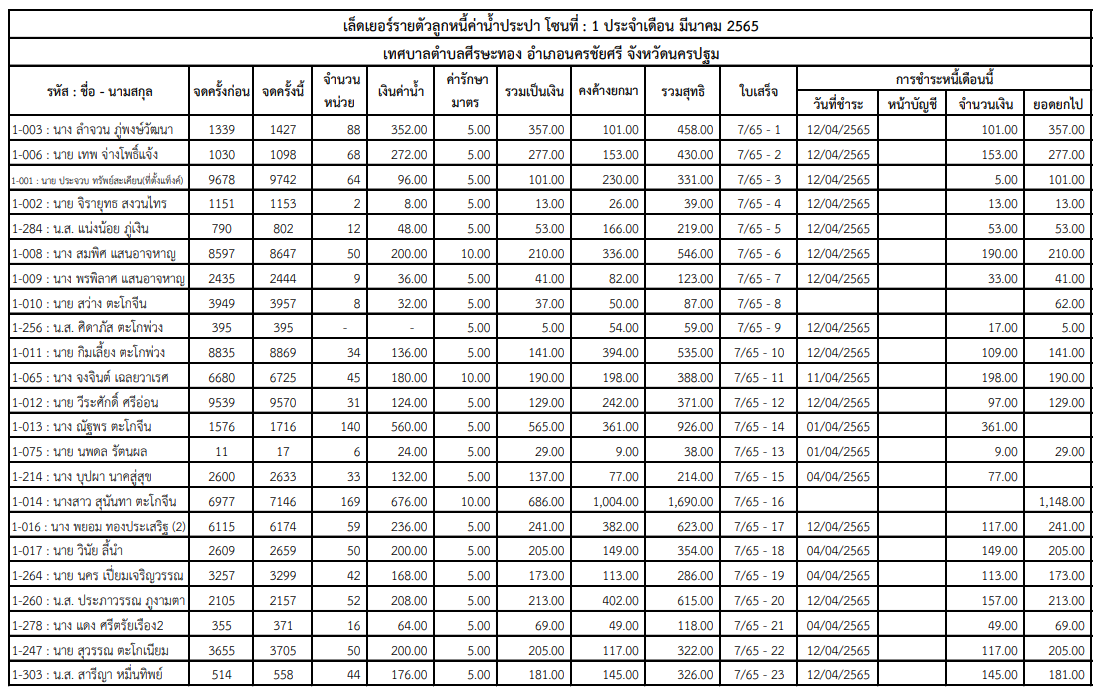 เล็ดเยอร์รายตัวลูกหนี้ค่าน้ำประปา โซนที่ : 1 ประจำเดือน มีนาคม 2565
เทศบาลตำบลศีรษะทอง อำเภอนครชัยศรี จังหวัดนครปฐม
รหัส : ชื่อ - นามสกุล จดครั้งก่อน จดครั้งนี้ จำนวนหน่วย เงินค่าน้ำ ค่ารักษามาตร รวมเป็นเงิน คงค้างยกมา รวมสุทธิ ใบเสร็จ การชำระหนี้เดือนนี้
วันที่ชำระ หน้าบัญชี จำนวนเงิน ยอดยกไป
1-003 : นาง ลำจวน ภู่พงษ์วัฒนา 1339 1427 88 352.00 5.00 357.00 101.00 458.00 7/65 - 1 12/04/2565 101.00 357.00
1-006 : นาย เทพ จ่างโพธิ์แจ้ง 1030 1098 68 272.00 5.00 277.00 153.00 430.00 7/65 - 2 12/04/2565 153.00 277.00
1-001 : นาย ประจวบ ทรัพย์สะเดียน(ที่ตั้งแท็งค์) 9678 9742 64 96.00 5.00 101.00 230.00 331.00 7/65 - 3 12/04/2565 5.00 101.00
1-002 : นาย จิรายุทธ สงวนไทร 1151 1153 2 8.00 5.00 13.00 26.00 39.00 7/65 - 4 12/04/2565 13.00 13.00
1-284 : น.ส. แน่งน้อย ภู่เงิน 790 802 12 48.00 5.00 53.00 166.00 219.00 7/65 - 5 12/04/2565 53.00 53.00
1-008 : นาง สมพิศ แสนอาจหาญ 8597 8647 50 200.00 10.00 210.00 336.00 546.00 7/65 - 6 12/04/2565 190.00 210.00
1-009 : นาง พรพิลาศ แสนอาจหาญ 2435 2444 9 36.00 5.00 41.00 82.00 123.00 7/65 - 7 12/04/2565 33.00 41.00
1-010 : นาย สว่าง ตะโกจีน 3949 3957 8 32.00 5.00 37.00 50.00 87.00 7/65 - 8 62.00
1-256 : น.ส. ศิดาภัส ตะโกพ่วง 395 395 - - 5.00 5.00 54.00 59.00 7/65 - 9 12/04/2565 17.00 5.00
1-011 : นาย กิมเลี้ยง ตะโกพ่วง 8835 8869 34 136.00 5.00 141.00 394.00 535.00 7/65 - 10 12/04/2565 109.00 141.00
1-065 : นาง จงจินต์ เฉลยวาเรศ 6680 6725 45 180.00 10.00 190.00 198.00 388.00 7/65 - 11 11/04/2565 198.00 190.00
1-012 : นาย วีระศักดิ์ ศรีอ่อน 9539 9570 31 124.00 5.00 129.00 242.00 371.00 7/65 - 12 12/04/2565 97.00 129.00
1-013 : นาง ณัฐพร ตะโกจีน 1576 1716 140 560.00 5.00 565.00 361.00 926.00 7/65 - 14 01/04/2565 361.00
1-075 : นาย นพดล รัตนผล 11 17 6 24.00 5.00 29.00 9.00 38.00 7/65 - 13 01/04/2565 9.00 29.00
1-214 : นาง บุปผา นาคสู่สุข 2600 2633 33 132.00 5.00 137.00 77.00 214.00 7/65 - 15 04/04/2565 77.00
1-014 : นางสาว สุนันทา ตะโกจีน 6977 7146 169 676.00 10.00 686.00 1,004.00 1,690.00 7/65 - 16 1,148.00
1-016 : นาง พยอม ทองประเสริฐ (2) 6115 6174 59 236.00 5.00 241.00 382.00 623.00 7/65 - 17 12/04/2565 117.00 241.00
1-017 : นาย วินัย ลี้นำ 2609 2659 50 200.00 5.00 205.00 149.00 354.00 7/65 - 18 04/04/2565 149.00 205.00
1-264 : นาย นคร เปี่ยมเจริญวรรณ 3257 3299 42 168.00 5.00 173.00 113.00 286.00 7/65 - 19 04/04/2565 113.00 173.00
1-260 : น.ส. ประภาวรรณ ภูงามตา 2105 2157 52 208.00 5.00 213.00 402.00 615.00 7/65 - 20 12/04/2565 157.00 213.00
1-278 : นาง แดง ศรีตรัยเรือง2 355 371 16 64.00 5.00 69.00 49.00 118.00 7/65 - 21 04/04/2565 49.00 69.00
1-247 : นาย สุวรรณ ตะโกเนียม 3655 3705 50 200.00 5.00 205.00 117.00 322.00 7/65 - 22 12/04/2565 117.00 205.00
1-303 : น.ส. สารีญา หมื่นทิพย์ 514 558 44 176.00 5.00 181.00 145.00 326.00 7/65 - 23 12/04/2565 145.00 181.00